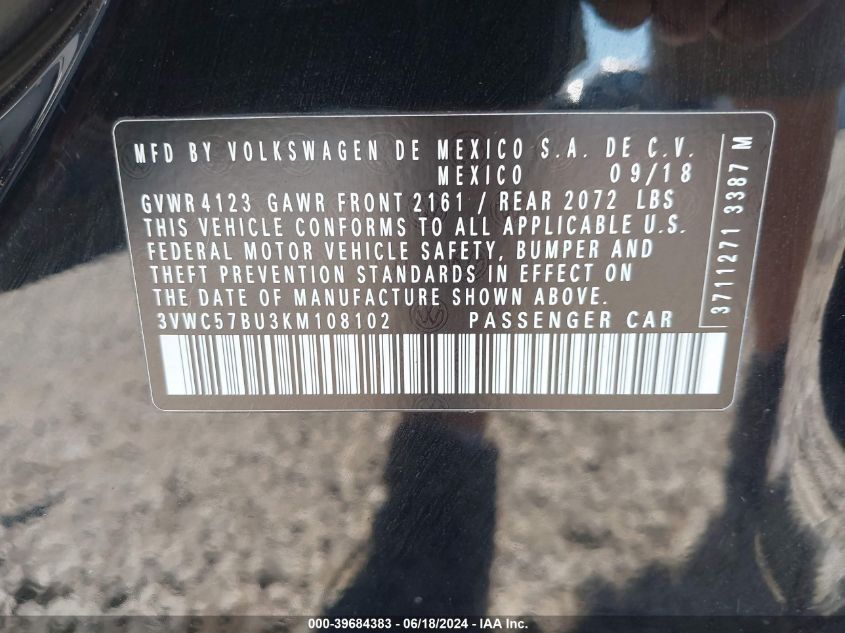 MFD BY VOLKSWAGEN DE MEXICO S.A. DE C.V.
MEXICO 09/18
GVWR 4123 GAWR FRONT 2161 / REAR 2072 LBS
THIS VEHICLE CONFORMS TO ALL APPLICABLE U.S.
FEDERAL MOTOR VEHICLE SAFETY, BUMPER AND
THEFT PREVENTION STANDARDS IN EFFECT ON
THE DATE OF MANUFACTURE SHOWN ABOVE.
3VWC57BU3KM108102 PASSENGER CAR
3711271 3387 M
000-39684383 - 06/18/2024 - IAA Inc.